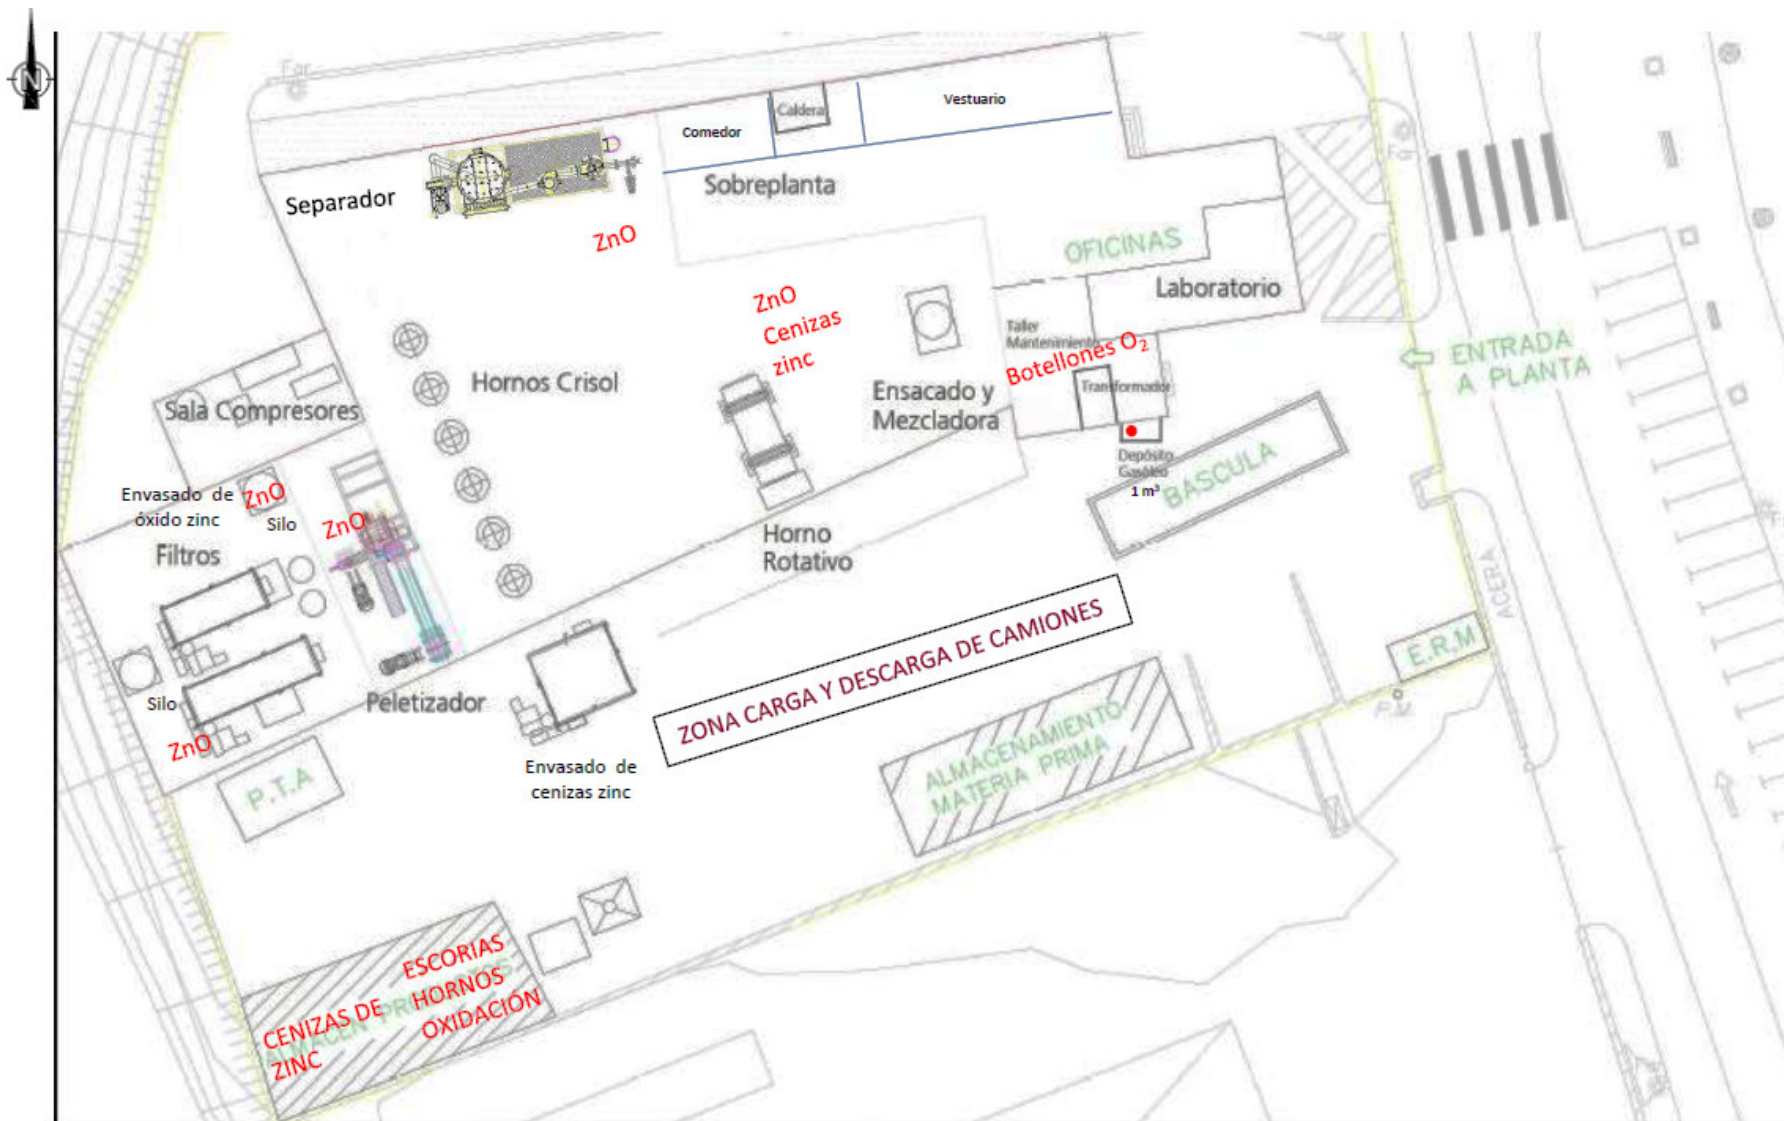 N
Far.
Caldera
Vestuario
Comedor
Sobreplanta
Separador
ZnO
OFICINAS
Laboratorio
ZnO
Cenizas
zinc
Taller
Mantenimiento
Botellones O₂
Transformador
ENTRADA
A PLANTA
Hornos Crisol
Ensacado y
Mezcladora
Sala Compresores
Depósito
Gasóleo
1 m³
BASCULA
Envasado de
óxido zinc
ZnO
Silo
ZnO
Filtros
Horno
Rotativo
ACERA
ZONA CARGA Y DESCARGA DE CAMIONES
E.R.M
Silo
Peletizador
ZnO
P.T.A
Envasado de
cenizas zinc
ALMACENAMIENTO
MATERIA PRIMA
ESCORIAS
HORNOS
OXIDACIÓN
CENIZAS DE
ZINC